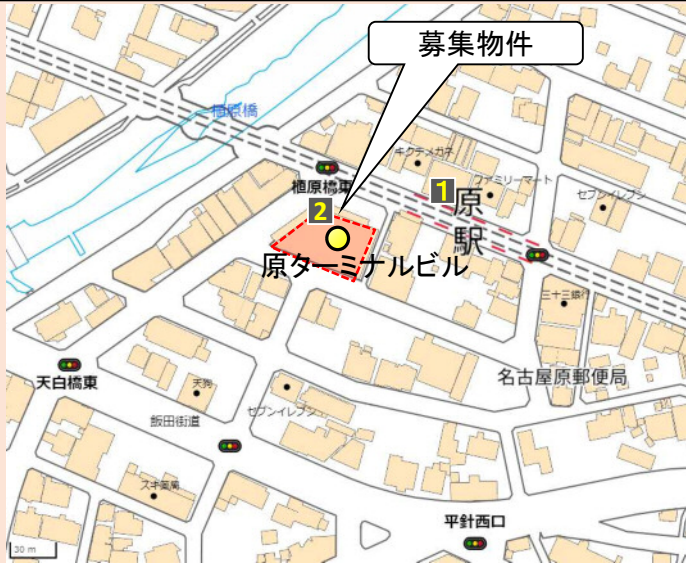 募集物件
植原橋
キクチメガネ
1
ファミリーマート
植原橋東
セブンイレブン
2
原駅
原ターミナルビル
三十三銀行
天白橋東
天狗
名古屋原郵便局
セブンイレブン
飯田街道
スギ薬局
平針西口
30 m